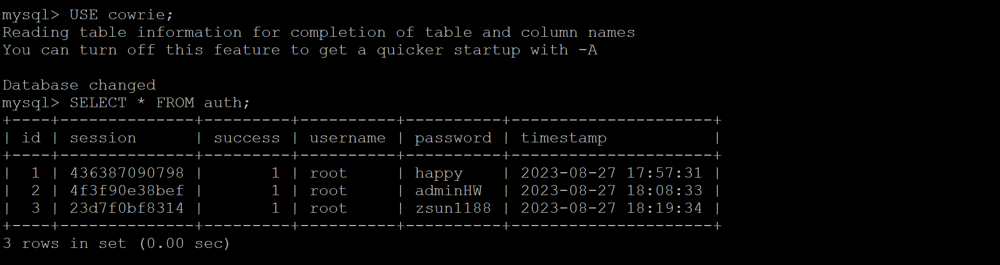 mysql> USE cowrie;
Reading table information for completion of table and column names
You can turn off this feature to get a quicker startup with -A
Database changed
mysql> SELECT * FROM auth;
+----+--------------+---------+----------+----------+---------------------+
| id | session      | success | username | password | timestamp           |
+----+--------------+---------+----------+----------+---------------------+
|  1 | 436387090798 |       1 | root     | happy    | 2023-08-27 17:57:31 |
|  2 | 4f3f90e38bef |       1 | root     | adminHW  | 2023-08-27 18:08:33 |
|  3 | 23d7f0bf8314 |       1 | root     | zsun1188 | 2023-08-27 18:19:34 |
+----+--------------+---------+----------+----------+---------------------+
3 rows in set (0.00 sec)